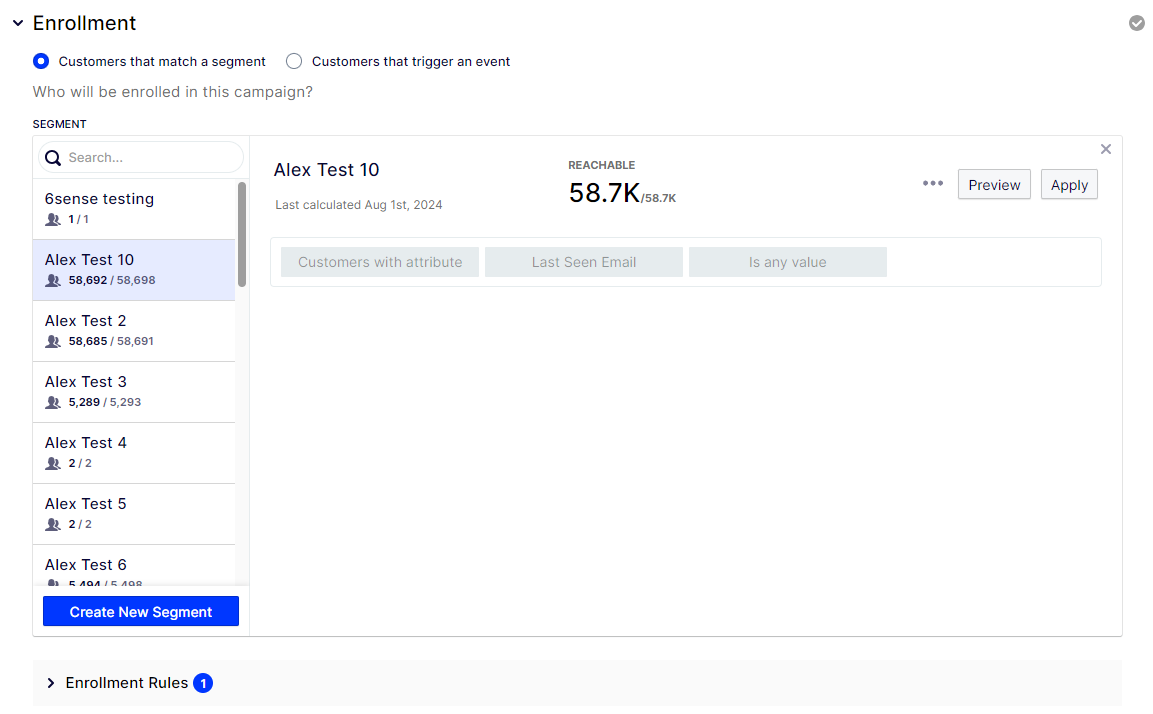 Enrollment
Customers that match a segment
Customers that trigger an event
Who will be enrolled in this campaign?
SEGMENT
Search...
6sense testing
1 / 1
Alex Test 10
58,692 / 58,698
Alex Test 2
58,685 / 58,691
Alex Test 3
5,289 / 5,293
Alex Test 4
2 / 2
Alex Test 5
2 / 2
Alex Test 6
5,494 / 5,498
Create New Segment
Alex Test 10
Last calculated Aug 1st, 2024
REACHABLE
58.7K/58.7K
Preview
Apply
Customers with attribute
Last Seen Email
Is any value
Enrollment Rules 1